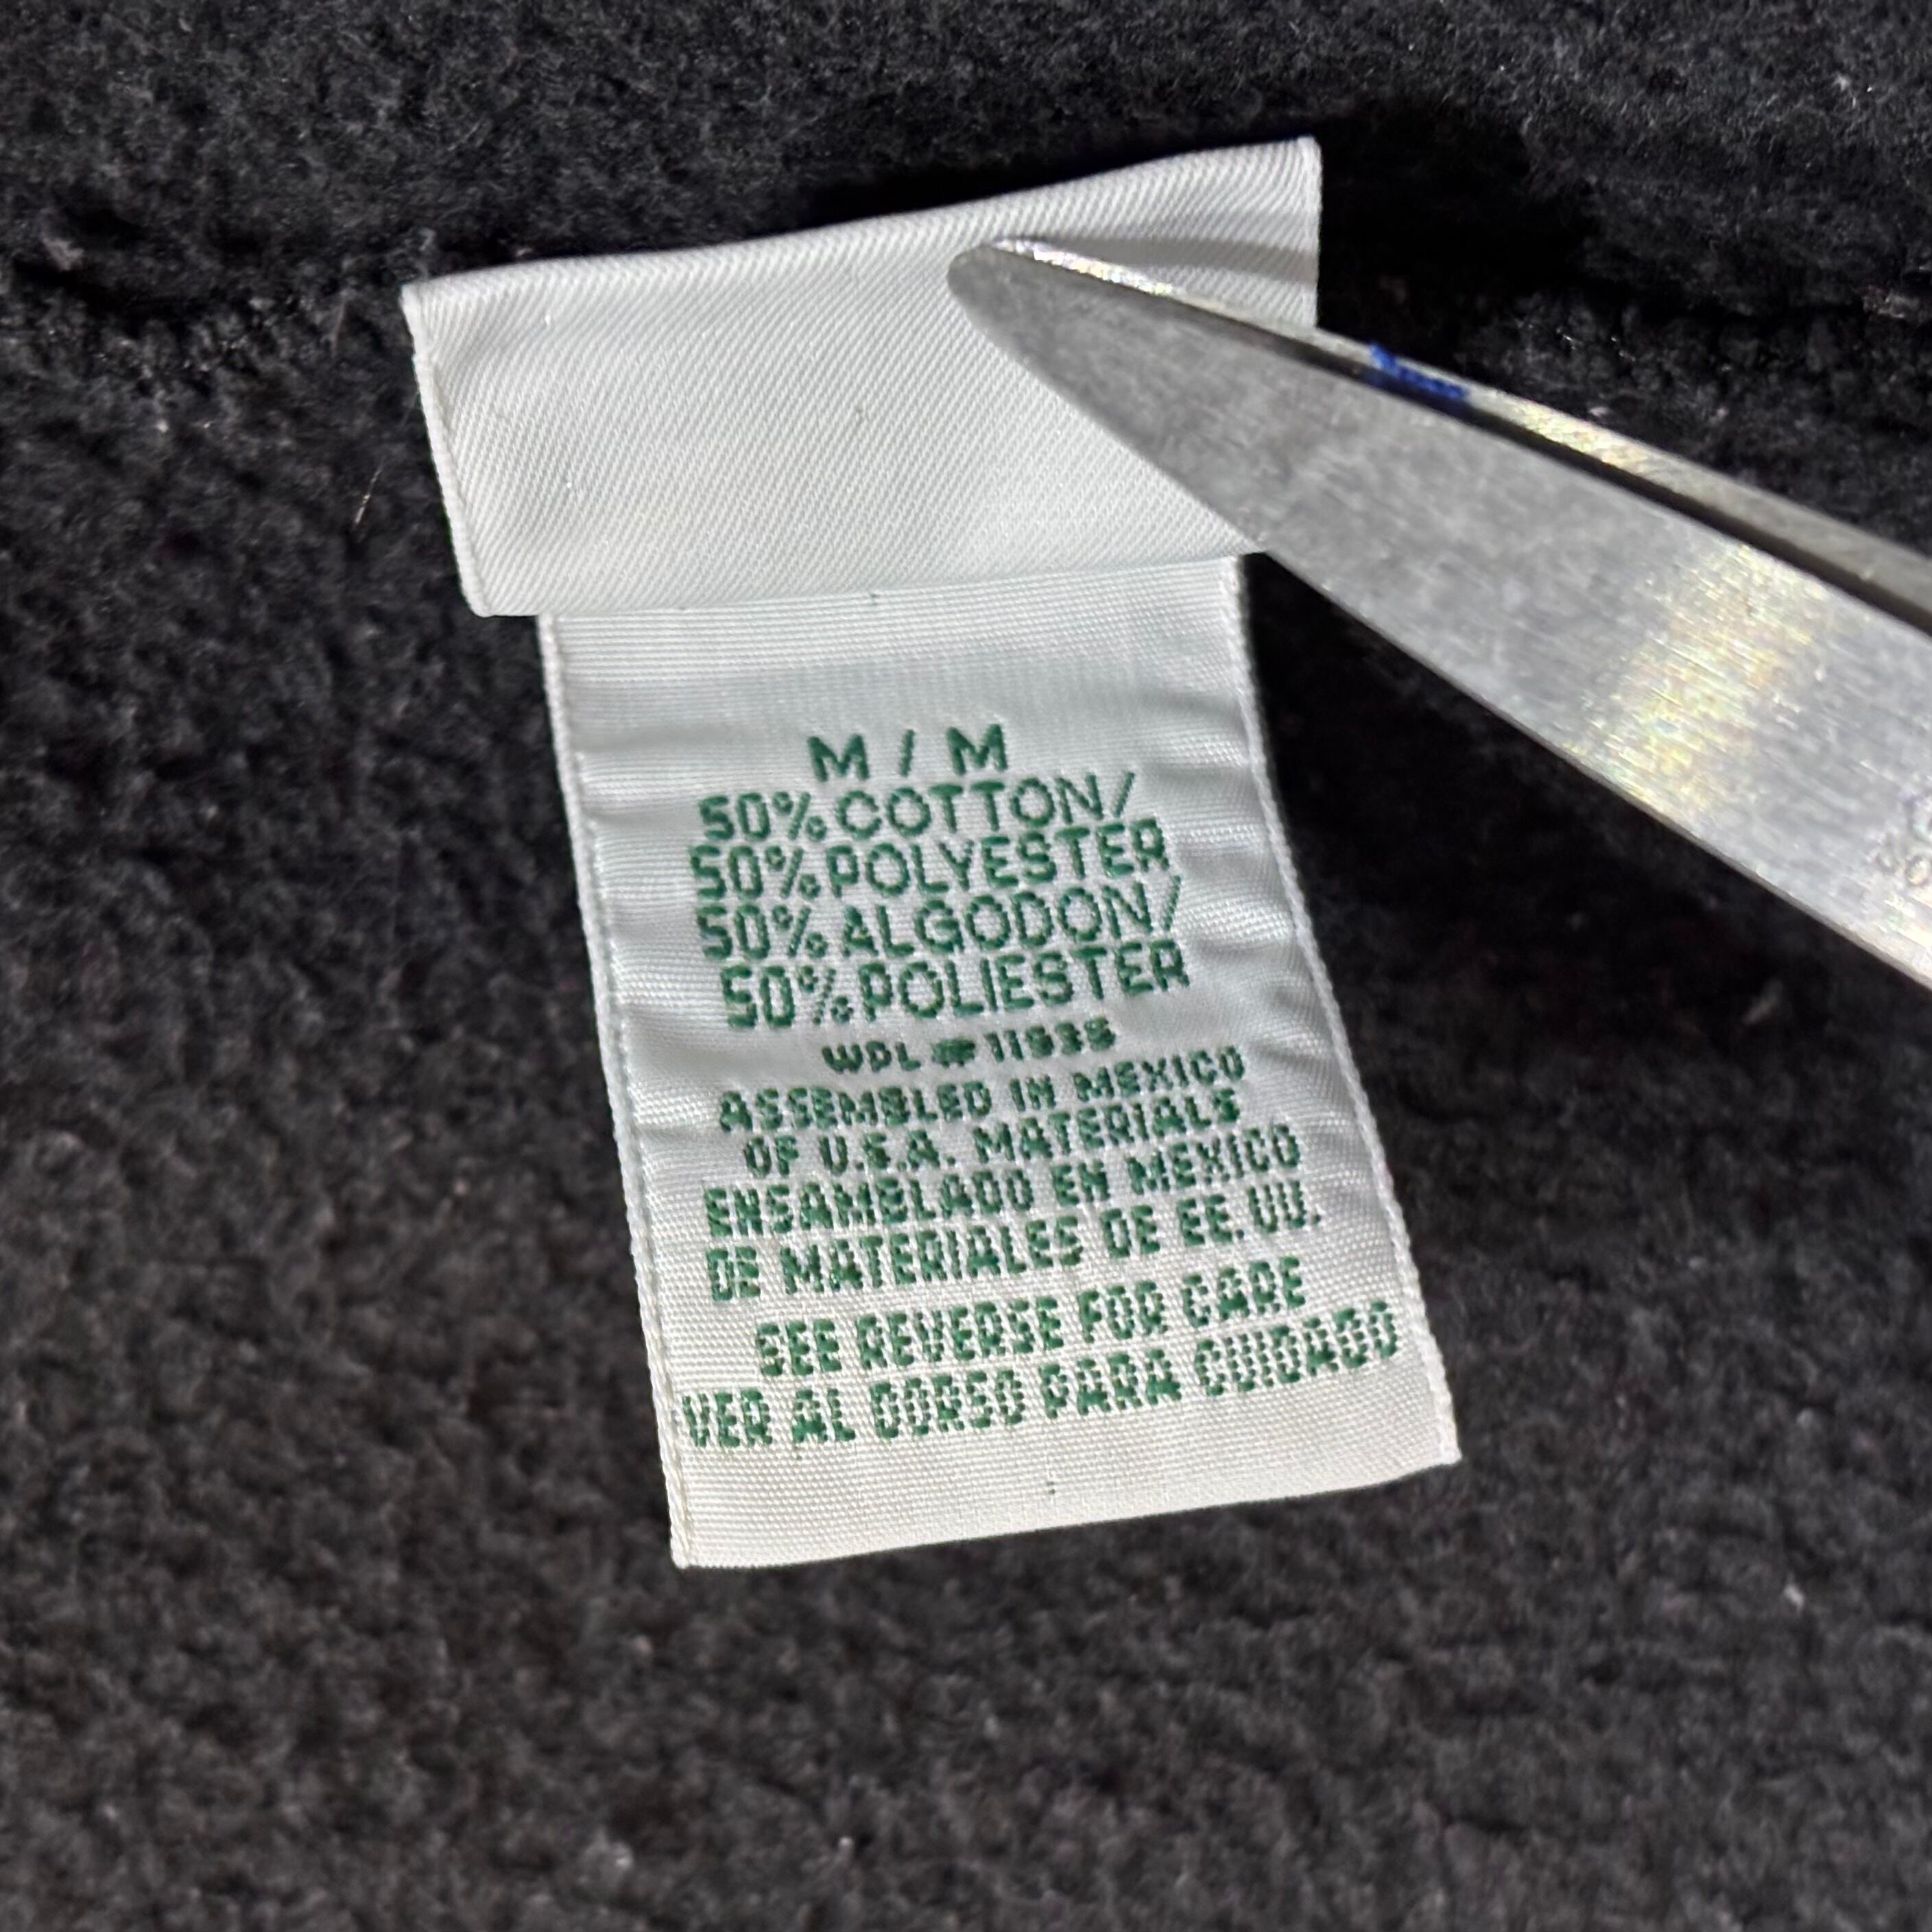 M / M
50% COTTON/
50% POLYESTER
50% ALGODON/
50% POLIESTER
WPL #
ASSEMBLED IN MEXICO
OF U.S.A. MATERIALS
ENSAMBLADO EN MEXICO
DE MATERIALES DE EE.UU.
SEE REVERSE FOR CARE
VER AL DORSO PARA CUIDADO